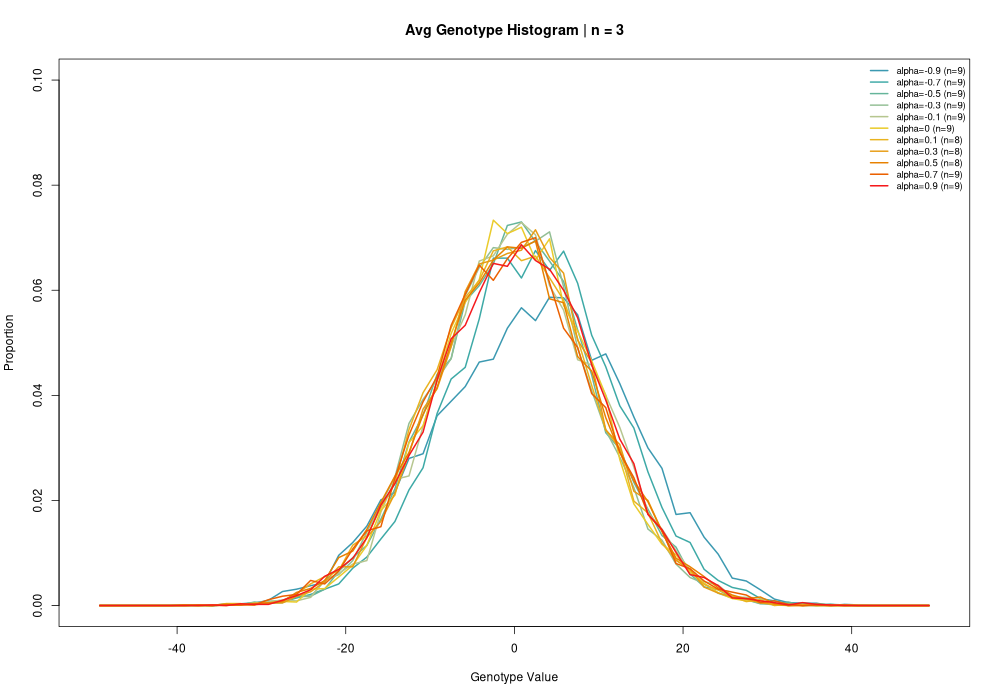 Avg Genotype Histogram | n = 3
alpha=-0.9 (n=9)
alpha=-0.7 (n=9)
alpha=-0.5 (n=9)
alpha=-0.3 (n=9)
alpha=-0.1 (n=9)
alpha=0 (n=9)
alpha=0.1 (n=8)
alpha=0.3 (n=8)
alpha=0.5 (n=8)
alpha=0.7 (n=9)
alpha=0.9 (n=9)
Proportion
0.10
0.08
0.06
0.04
0.02
0.00
-40 -20 0 20 40
Genotype Value